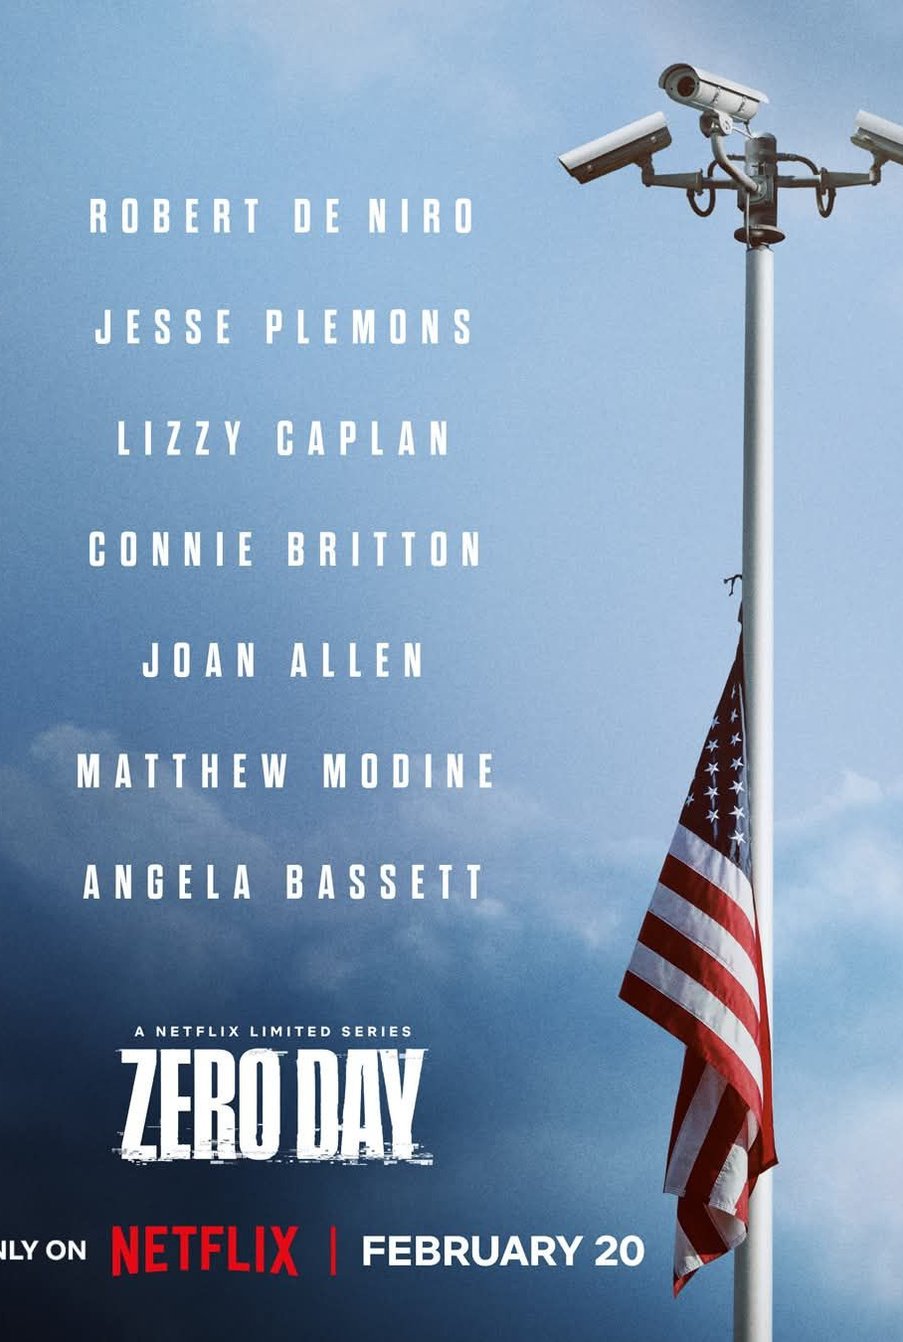 ROBERT DE NIRO
JESSE PLEMONS
LIZZY CAPLAN
CONNIE BRITTON
JOAN ALLEN
MATTHEW MODINE
ANGELA BASSETT
A NETFLIX LIMITED SERIES
ZERO DAY
NLY ON NETFLIX | FEBRUARY 20